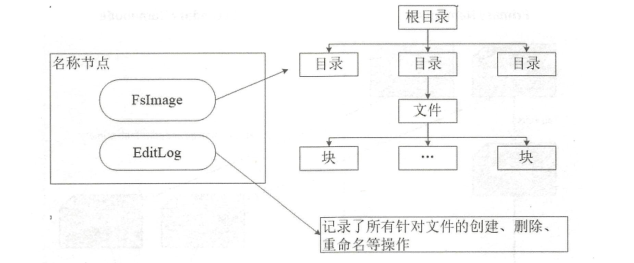 根目录
名称节点
目录
目录
目录
FsImage
文件
EditLog
块
…
块
记录了所有针对文件的创建、删除、
重命名等操作